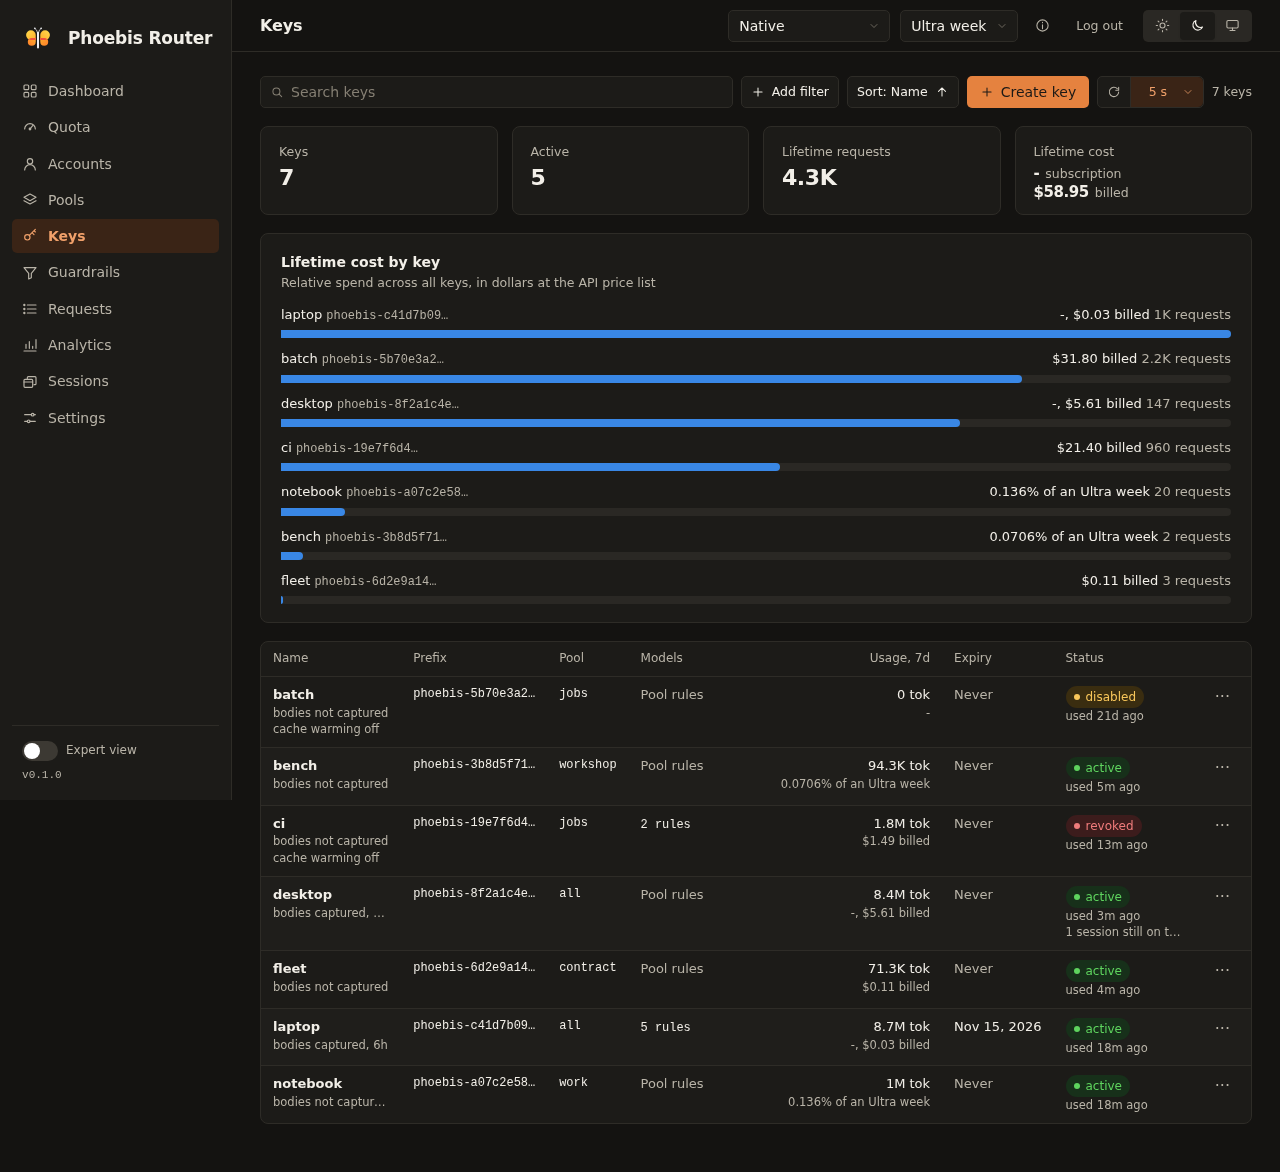 Phoebis Router
Dashboard
Quota
Accounts
Pools
Keys
Guardrails
Requests
Analytics
Sessions
Settings
Expert view
v0.1.0
Keys
Native
Ultra week
Log out
Search keys
Add filter
Sort: Name
Create key
5 s
7 keys
Keys
7
Active
5
Lifetime requests
4.3K
Lifetime cost
- subscription
$58.95 billed
Lifetime cost by key
Relative spend across all keys, in dollars at the API price list
laptop phoebis-c41d7b09… -, $0.03 billed 1K requests
batch phoebis-5b70e3a2… $31.80 billed 2.2K requests
desktop phoebis-8f2a1c4e… -, $5.61 billed 147 requests
ci phoebis-19e7f6d4… $21.40 billed 960 requests
notebook phoebis-a07c2e58… 0.136% of an Ultra week 20 requests
bench phoebis-3b8d5f71… 0.0706% of an Ultra week 2 requests
fleet phoebis-6d2e9a14… $0.11 billed 3 requests
Name Prefix Pool Models Usage, 7d Expiry Status
batch phoebis-5b70e3a2… jobs Pool rules 0 tok Never disabled
bodies not captured - used 21d ago
cache warming off
bench phoebis-3b8d5f71… workshop Pool rules 94.3K tok Never active
bodies not captured 0.0706% of an Ultra week used 5m ago
ci phoebis-19e7f6d4… jobs 2 rules 1.8M tok Never revoked
bodies not captured $1.49 billed used 13m ago
cache warming off
desktop phoebis-8f2a1c4e… all Pool rules 8.4M tok Never active
bodies captured, … -, $5.61 billed used 3m ago
1 session still on t…
fleet phoebis-6d2e9a14… contract Pool rules 71.3K tok Never active
bodies not captured $0.11 billed used 4m ago
laptop phoebis-c41d7b09… all 5 rules 8.7M tok Nov 15, 2026 active
bodies captured, 6h -, $0.03 billed used 18m ago
notebook phoebis-a07c2e58… work Pool rules 1M tok Never active
bodies not captur… 0.136% of an Ultra week used 18m ago